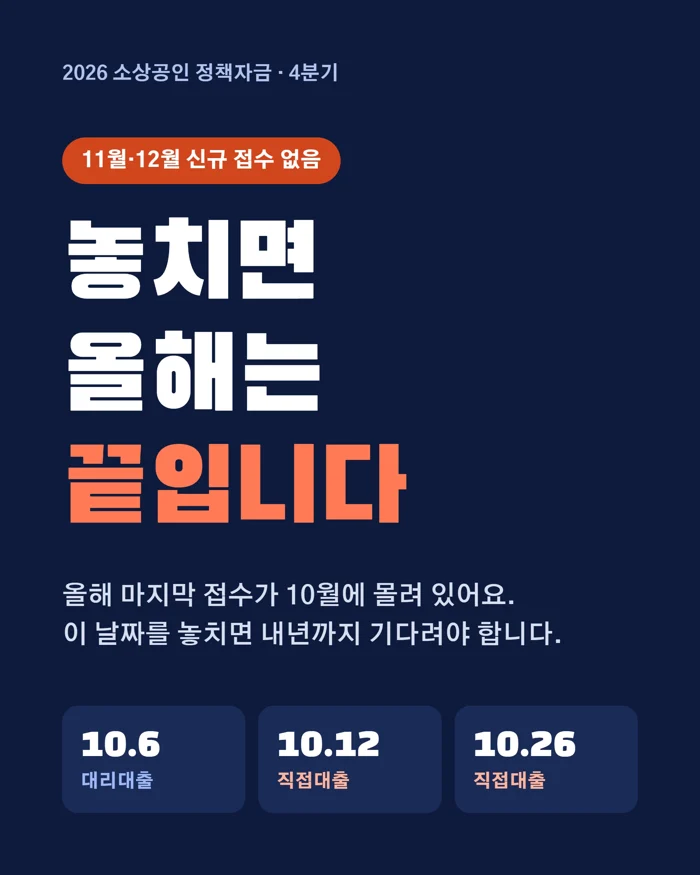 2026 소상공인 정책자금 · 4분기
11월·12월 신규 접수 없음
놓치면
올해는
끝입니다
올해 마지막 접수가 10월에 몰려 있어요.
이 날짜를 놓치면 내년까지 기다려야 합니다.
10.6
대리대출
10.12
직접대출
10.26
직접대출